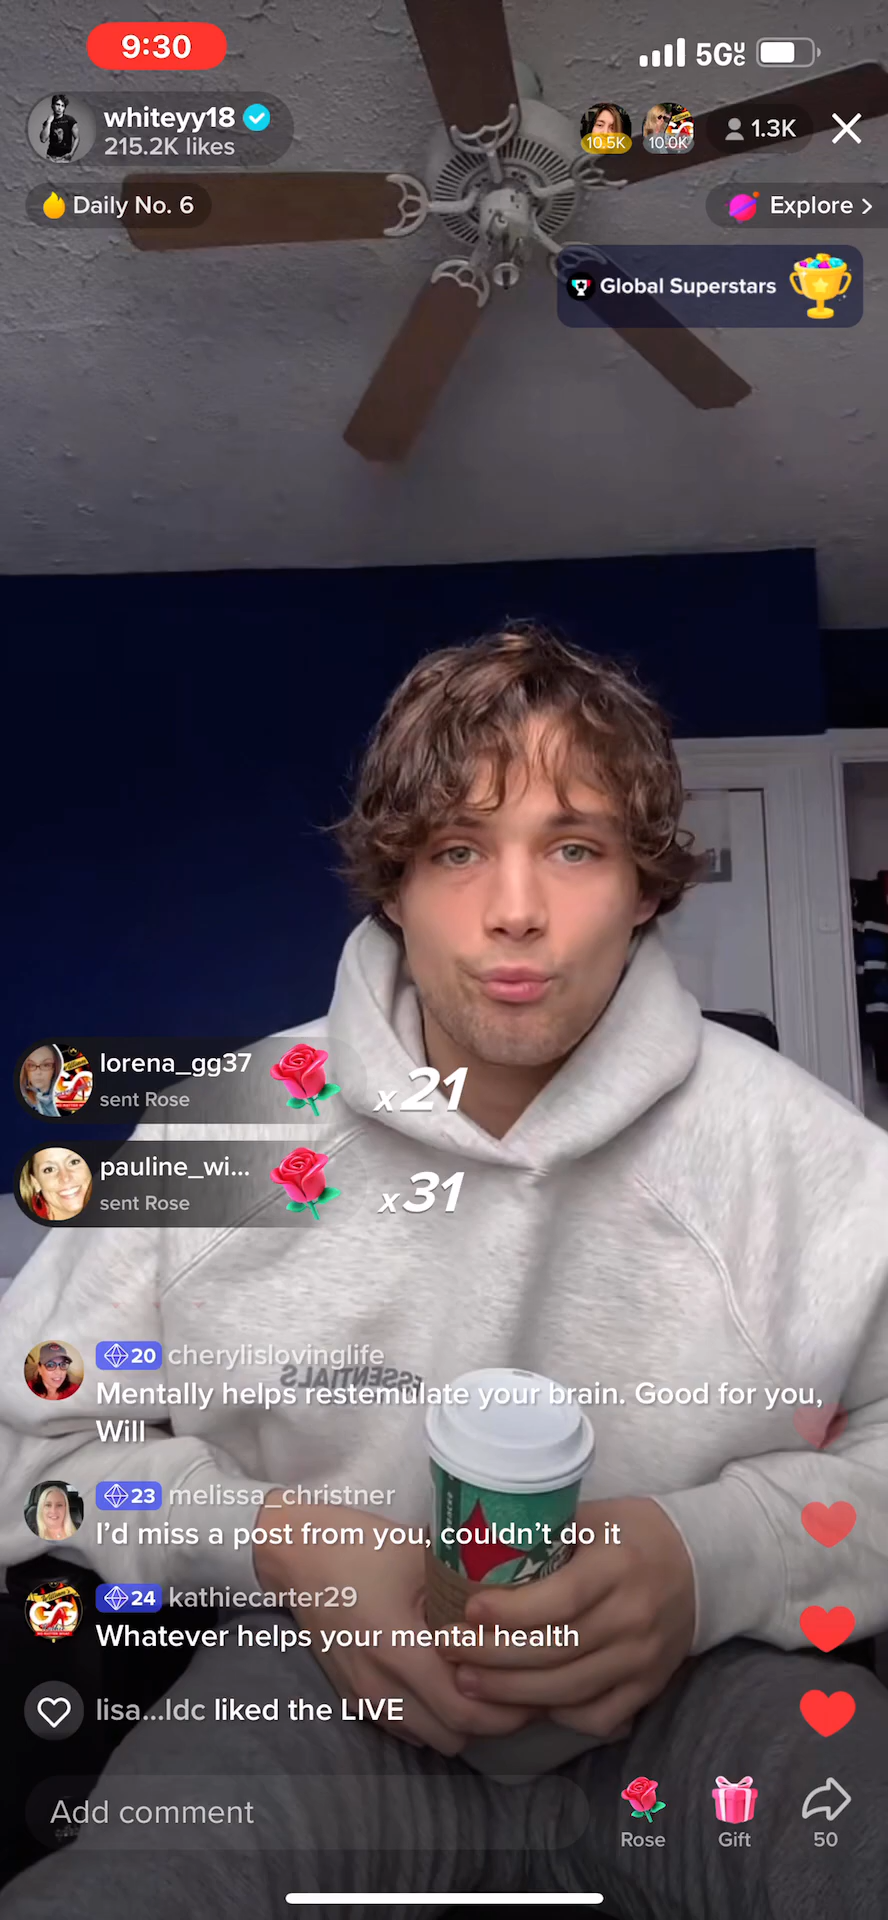 9:30
5G
whiteyy18
215.2K likes
10.5K
10.0K
1.3K
Daily No. 6
Explore >
Global Superstars
lorena_gg37
sent Rose
x21
pauline_wi...
sent Rose
x31
20 cherylislovinglife
ESSENTIALS
Mentally helps restemulate your brain. Good for you,
Will
23 melissa_christner
I'd miss a post from you, couldn't do it
24 kathiecarter29
Whatever helps your mental health
lisa...ldc liked the LIVE
Add comment
Rose
Gift
50